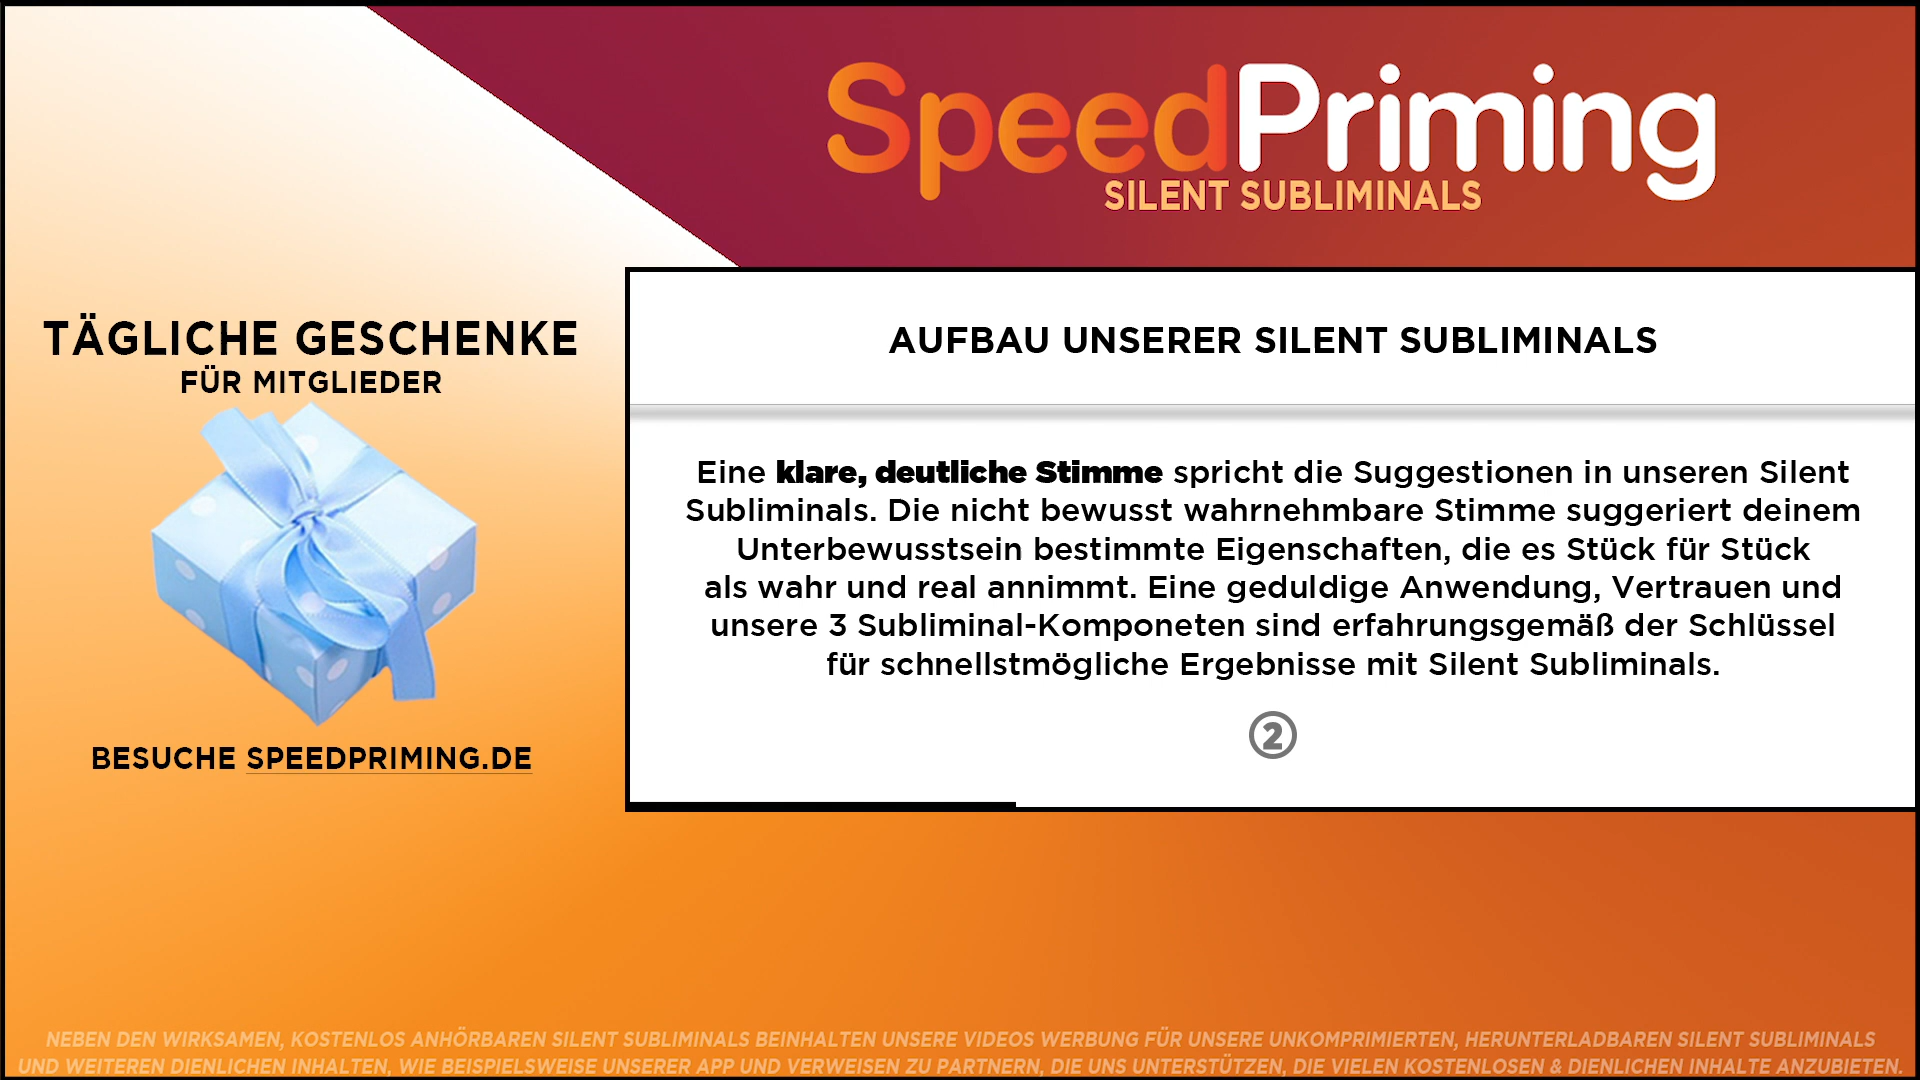 SpeedPriming
SILENT SUBLIMINALS
TÄGLICHE GESCHENKE
FÜR MITGLIEDER
BESUCHE SPEEDPRIMING.DE
AUFBAU UNSERER SILENT SUBLIMINALS
Eine klare, deutliche Stimme spricht die Suggestionen in unseren Silent
Subliminals. Die nicht bewusst wahrnehmbare Stimme suggeriert deinem
Unterbewusstsein bestimmte Eigenschaften, die es Stück für Stück
als wahr und real annimmt. Eine geduldige Anwendung, Vertrauen und
unsere 3 Subliminal-Komponeten sind erfahrungsgemäß der Schlüssel
für schnellstmögliche Ergebnisse mit Silent Subliminals.
2
NEBEN DEN WIRKSAMEN, KOSTENLOS ANHÖRBAREN SILENT SUBLIMINALS BEINHALTEN UNSERE VIDEOS WERBUNG FÜR UNSERE UNKOMPRIMIERTEN, HERUNTERLADBAREN SILENT SUBLIMINALS
UND WEITEREN DIENLICHEN INHALTEN, WIE BEISPIELSWEISE UNSERER APP UND VERWEISEN ZU PARTNERN, DIE UNS UNTERSTÜTZEN, DIE VIELEN KOSTENLOSEN & DIENLICHEN INHALTE ANZUBIETEN.